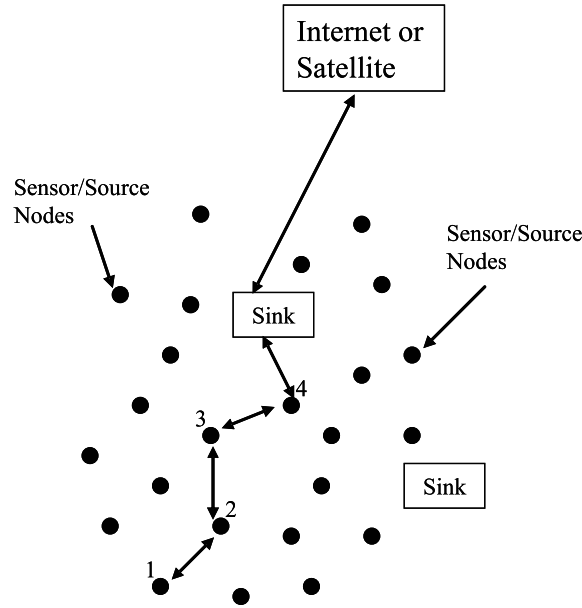 Internet or
Satellite
Sensor/Source
Nodes
Sensor/Source
Nodes
Sink
4
3
Sink
2
1